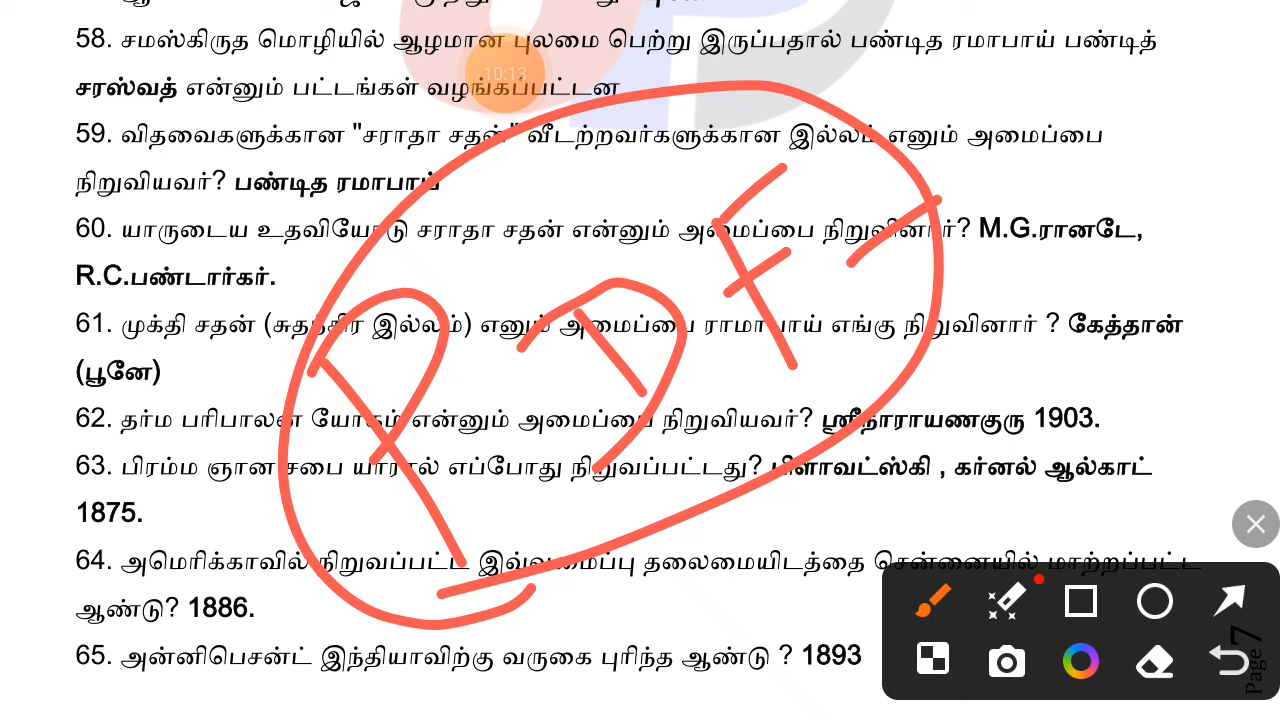 58. சமஸ்கிருத மொழியில் ஆழமான புலமை பெற்று இருப்பதால் பண்டித ரமாபாய் பண்டித்
10:13
சரஸ்வத் என்னும் பட்டங்கள் வழங்கப்பட்டன
59. விதவைகளுக்கான "சராதா சதன்" வீடற்றவர்களுக்கான இல்லம் எனும் அமைப்பை
நிறுவியவர்? பண்டித ரமாபாய்
60. யாருடைய உதவியோடு சராதா சதன் என்னும் அமைப்பை நிறுவினார்? M.G.ரானடே,
R.C.பண்டார்கர்.
PDF
61. முக்தி சதன் (சுதந்திர இல்லம்) எனும் அமைப்பை ராமாபாய் எங்கு நிறுவினார் ? கேத்தான்
(பூனே)
62. தர்ம பரிபாலன யோகம் என்னும் அமைப்பை நிறுவியவர்? ஸ்ரீநாராயணகுரு 1903.
63. பிரம்ம ஞான சபை யாரால் எப்போது நிறுவப்பட்டது? பிளாவட்ஸ்கி , கர்னல் ஆல்காட்
1875.
64. அமெரிக்காவில் நிறுவப்பட்ட இவ்வமைப்பு தலைமையிடத்தை சென்னையில் மாற்றப்பட்ட
ஆண்டு? 1886.
65. அன்னிபெசன்ட் இந்தியாவிற்கு வருகை புரிந்த ஆண்டு ? 1893
Page 7